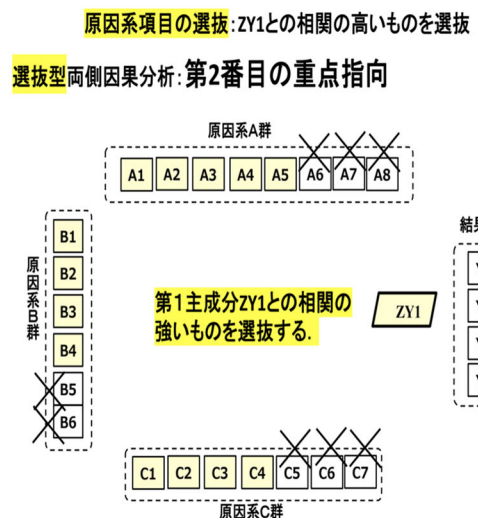 原因系項目の選抜:ZY1との相関の高いものを選抜
選抜型両側因果分析:第2番目の重点指向
原因系A群
A1 A2 A3 A4 A5 A6 A7 A8
原因系B群
B1
B2
B3
B4
B5
B6
第1主成分ZY1との相関の
強いものを選抜する.
ZY1
結果
C1 C2 C3 C4 C5 C6 C7
原因系C群